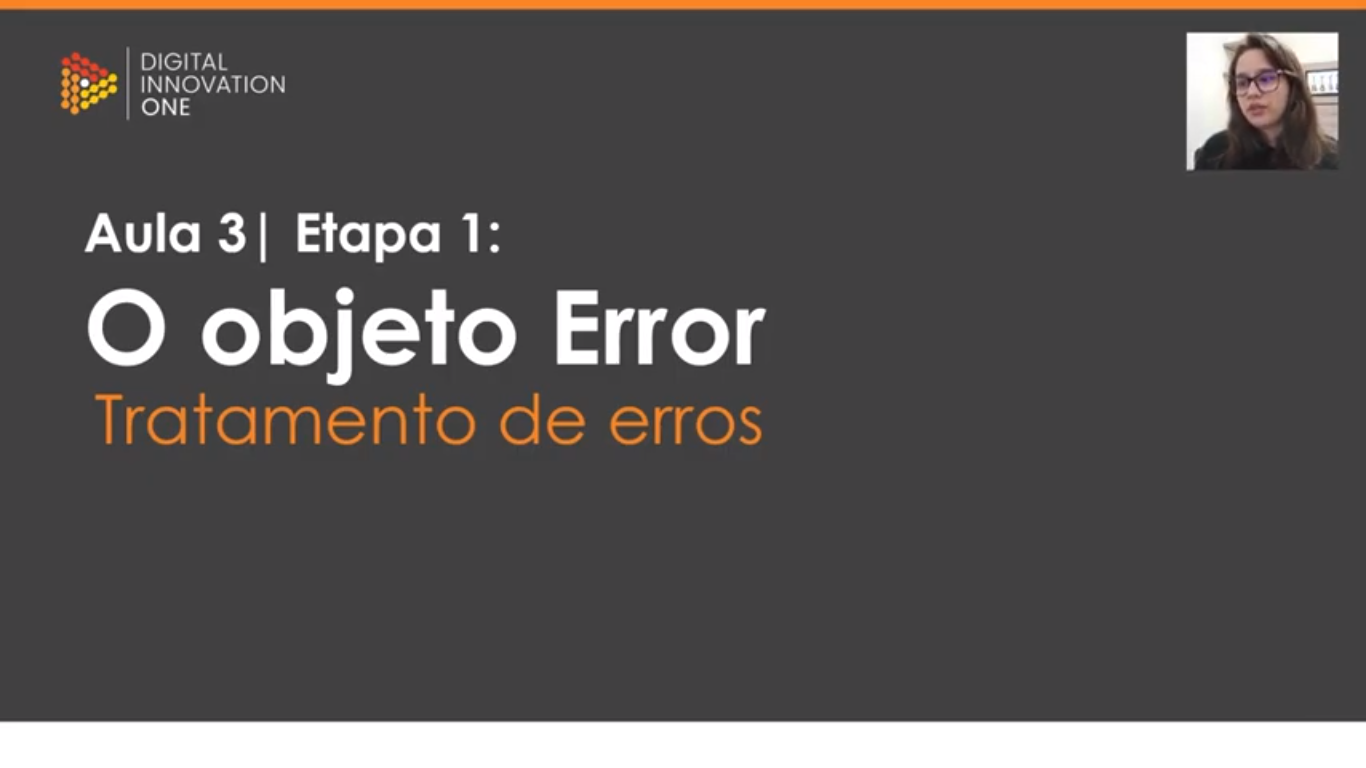 DIGITAL
INNOVATION
ONE
Aula 3| Etapa 1:
O objeto Error
Tratamento de erros